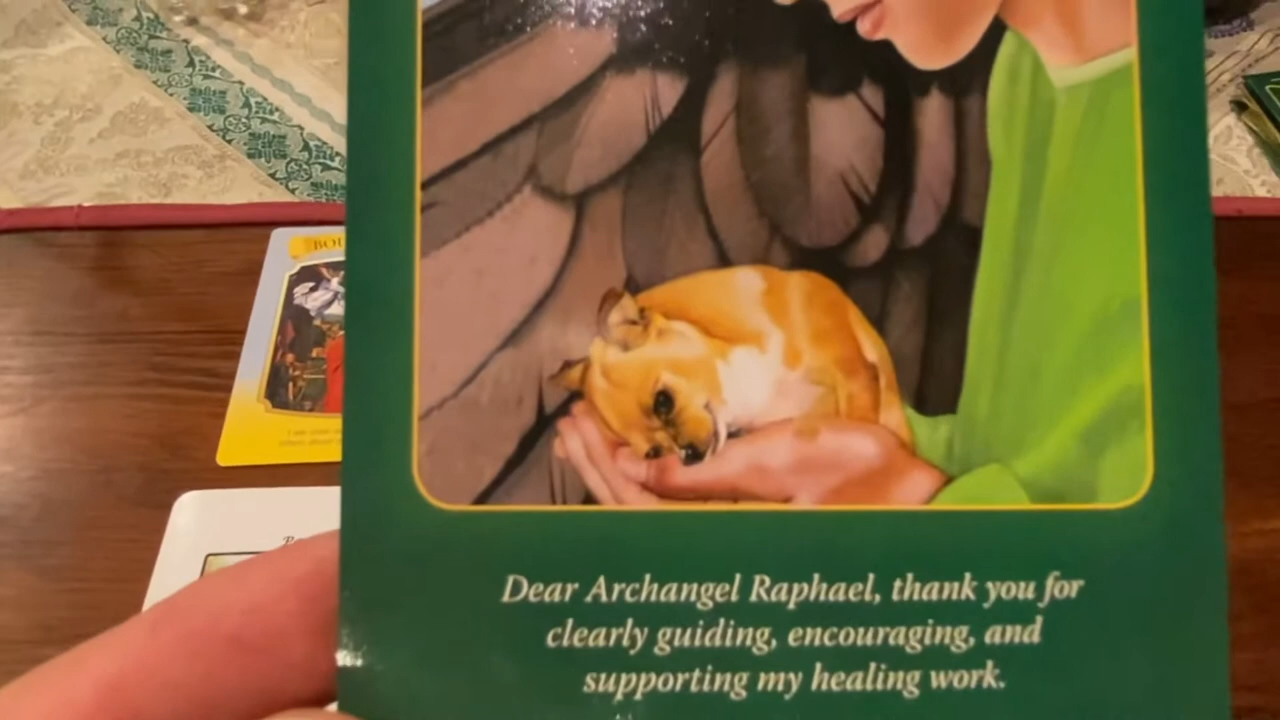 Dear Archangel Raphael, thank you for
clearly guiding, encouraging, and
supporting my healing work.